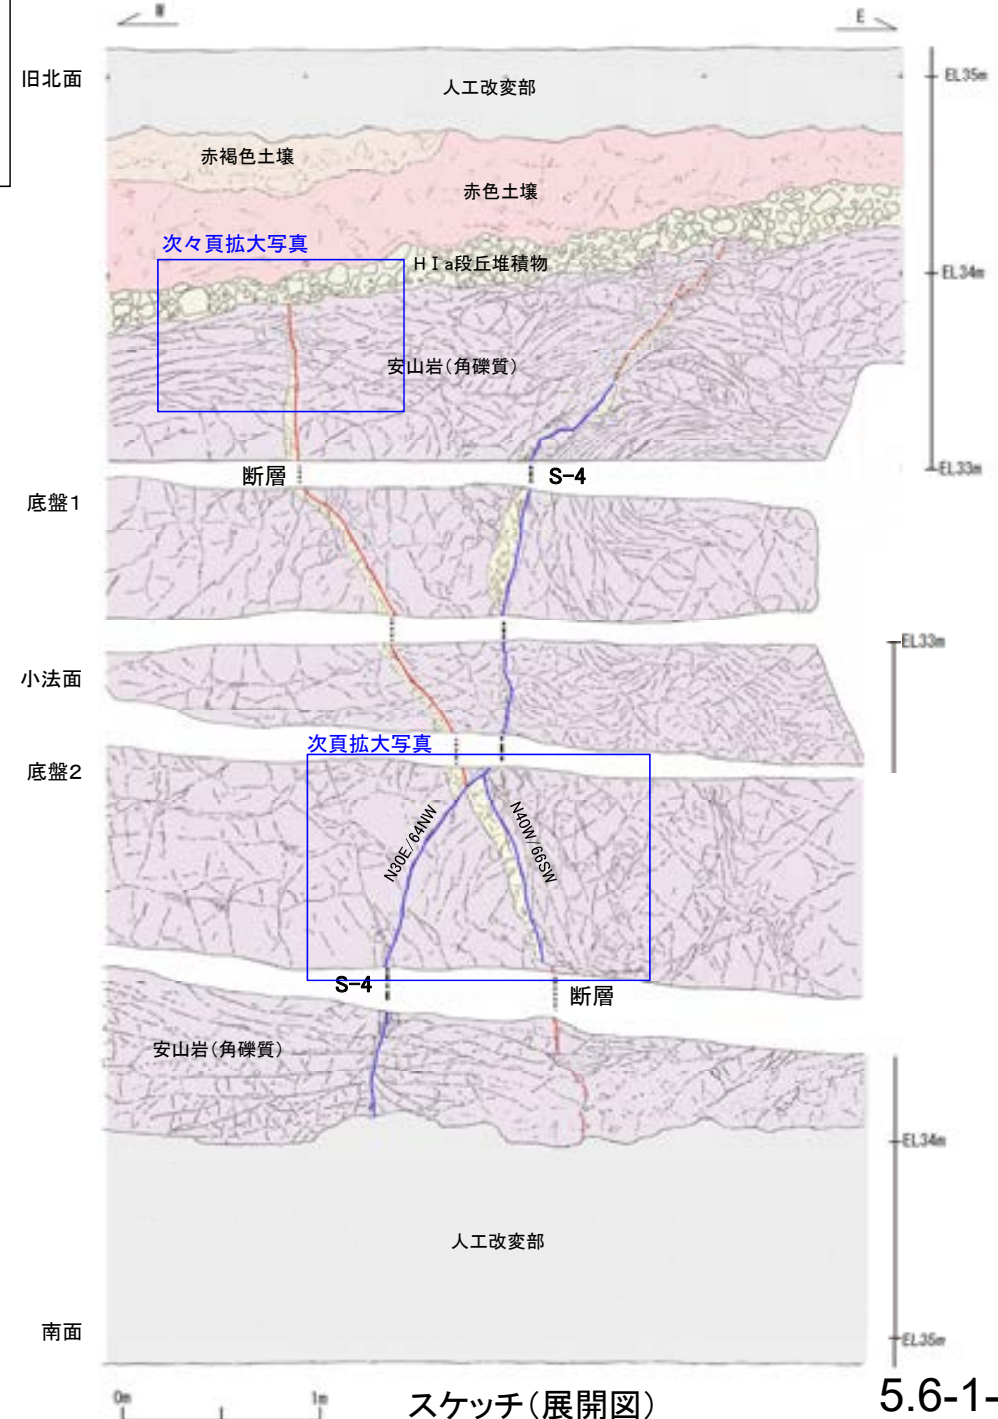 W
E
旧北面
人工改変部
EL35m
赤褐色土壌
赤色土壌
次々頁拡大写真
HⅠa段丘堆積物
EL34m
安山岩(角礫質)
EL33m
断層
S-4
底盤1
EL33m
小法面
次頁拡大写真
底盤2
N30E/64NW
N40W/66SW
S-4
断層
安山岩(角礫質)
EL34m
人工改変部
南面
EL35m
0m
1m
スケッチ(展開図)
5.6-1-